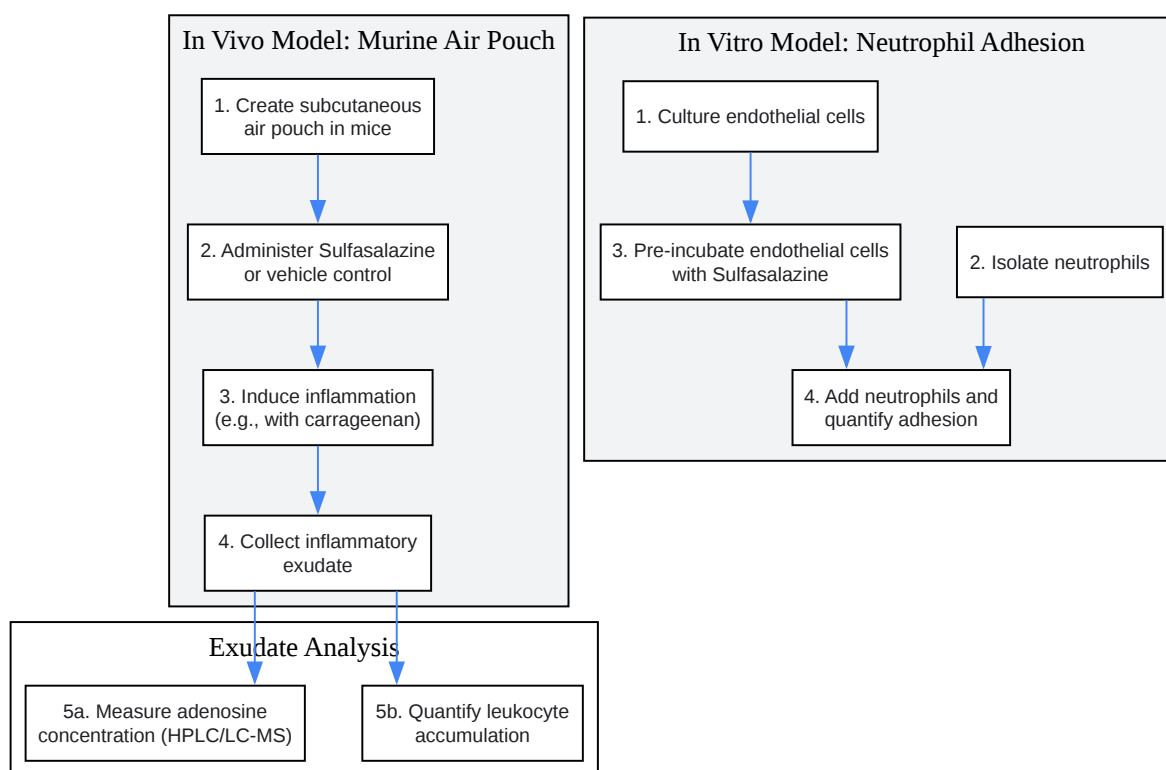 In Vivo Model: Murine Air Pouch
1. Create subcutaneous
air pouch in mice
2. Administer Sulfasalazine
or vehicle control
3. Induce inflammation
(e.g., with carrageenan)
4. Collect inflammatory
exudate
Exudate Analysis
5a. Measure adenosine
concentration (HPLC/LC-MS)
5b. Quantify leukocyte
accumulation
In Vitro Model: Neutrophil Adhesion
1. Culture endothelial cells
3. Pre-incubate endothelial cells
with Sulfasalazine
2. Isolate neutrophils
4. Add neutrophils and
quantify adhesion